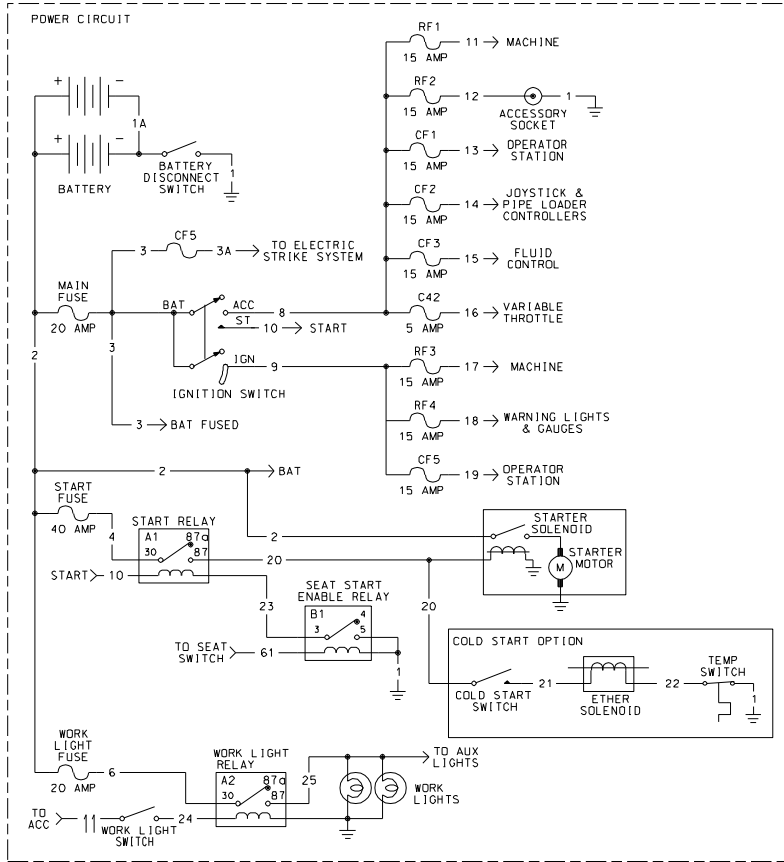 POWER CIRCUIT
+ -
1A
+ -
BATTERY
BATTERY
DISCONNECT
SWITCH
1
RF1
15 AMP
11
MACHINE
RF2
15 AMP
12
ACCESSORY
SOCKET
1
CF1
15 AMP
13
OPERATOR
STATION
CF2
15 AMP
14
JOYSTICK &
PIPE LOADER
CONTROLLERS
CF3
15 AMP
15
FLUID
CONTROL
C42
5 AMP
16
VARIABLE
THROTTLE
RF3
15 AMP
17
MACHINE
RF4
15 AMP
18
WARNING LIGHTS
& GAUGES
CF5
15 AMP
19
OPERATOR
STATION
3
CF5
3A
TO ELECTRIC
STRIKE SYSTEM
MAIN
FUSE
20 AMP
BAT
ACC
8
ST
10
START
2
3
IGN
9
IGNITION SWITCH
3
BAT FUSED
2
BAT
START
FUSE
40 AMP
4
START RELAY
A1
87a
30
87
START
10
20
2
STARTER
SOLENOID
STARTER
MOTOR
M
23
SEAT START
ENABLE RELAY
B1
4
3
5
TO SEAT
SWITCH
61
1
20
COLD START OPTION
COLD START
SWITCH
21
ETHER
SOLENOID
22
TEMP
SWITCH
1
WORK
LIGHT
FUSE
20 AMP
6
WORK LIGHT
RELAY
A2
87a
30
87
25
TO AUX
LIGHTS
WORK
LIGHTS
TO
ACC
11
WORK LIGHT
SWITCH
24